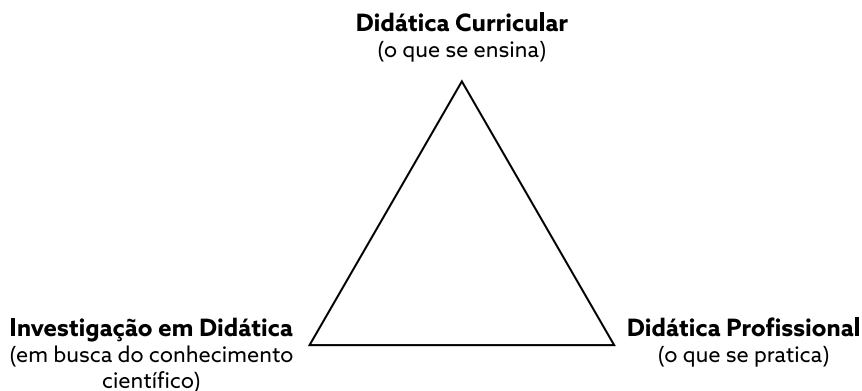 Didática Curricular
(o que se ensina)
Investigação em Didática
(em busca do conhecimento
científico)
Didática Profissional
(o que se pratica)